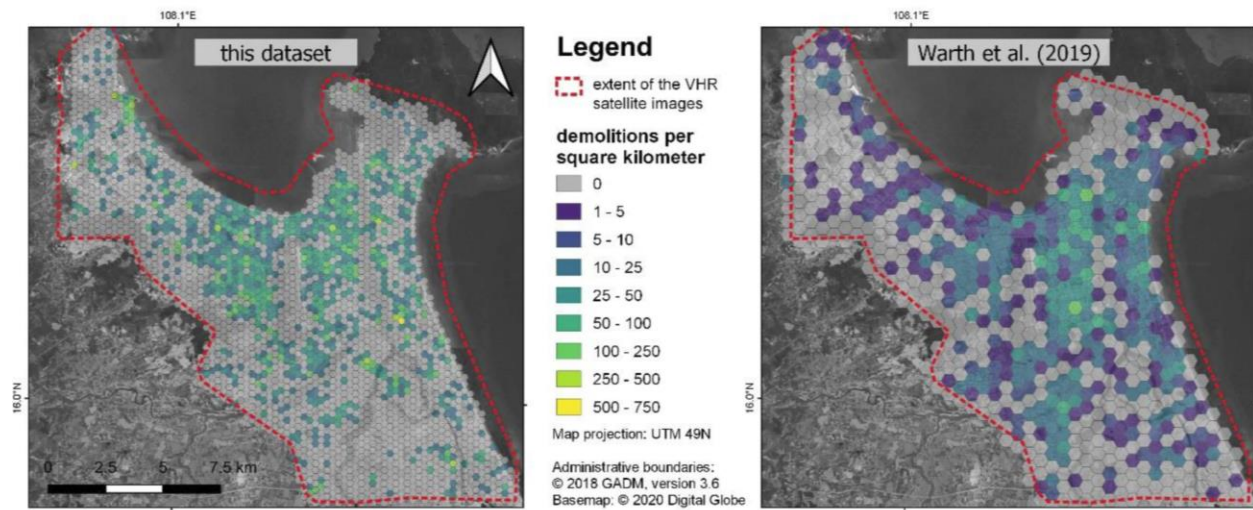 108.1°E
this dataset
16.0°N
0 2.5 5 7.5 km
Legend
extent of the VHR
satellite images
demolitions per
square kilometer
0
1 - 5
5 - 10
10 - 25
25 - 50
50 - 100
100 - 250
250 - 500
500 - 750
Map projection: UTM 49N
Administrative boundaries:
© 2018 GADM, version 3.6
Basemap: © 2020 Digital Globe
108.1°E
Warth et al. (2019)
16.0°N